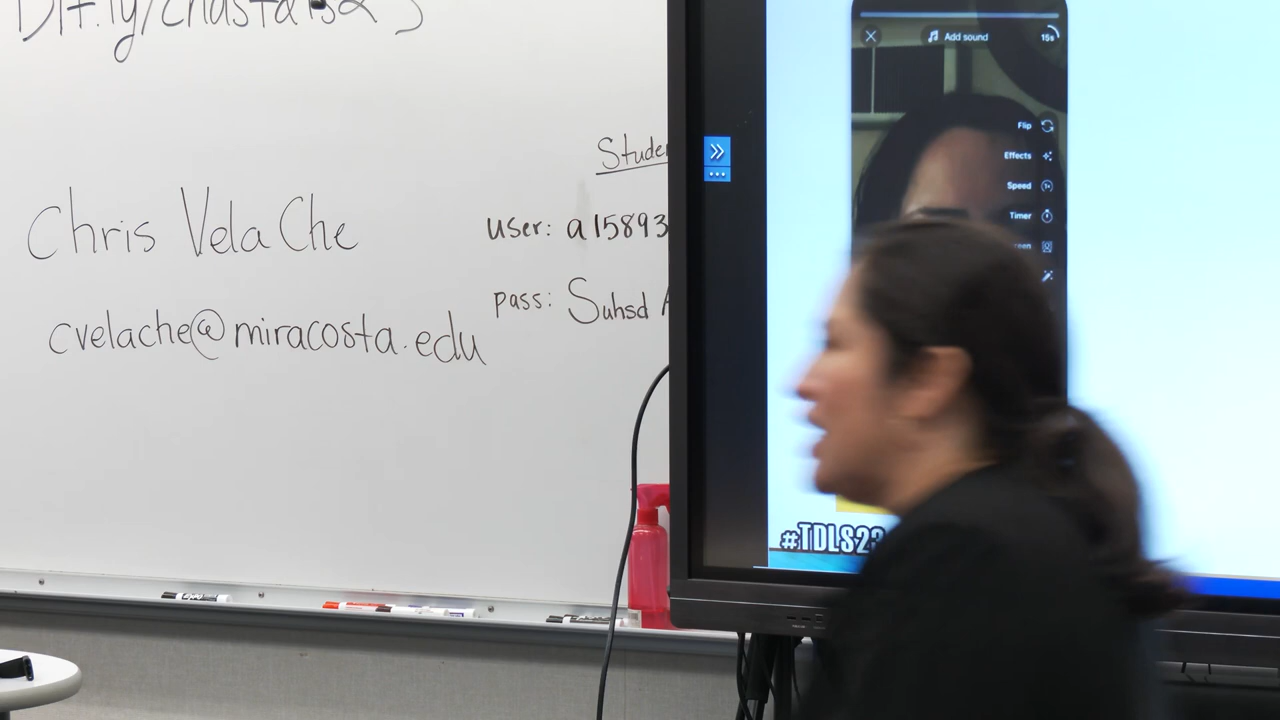 Stude
Chris Vela Che
user: a15893
cvelache@miracosta.edu
pass: Suhsd
Add sound
15s
Flip
Effects
Speed
Timer
#TDLS23